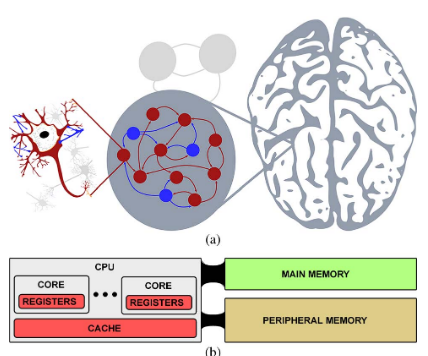 (a)
CPU
CORE
REGISTERS
CORE
REGISTERS
CACHE
MAIN MEMORY
PERIPHERAL MEMORY
(b)